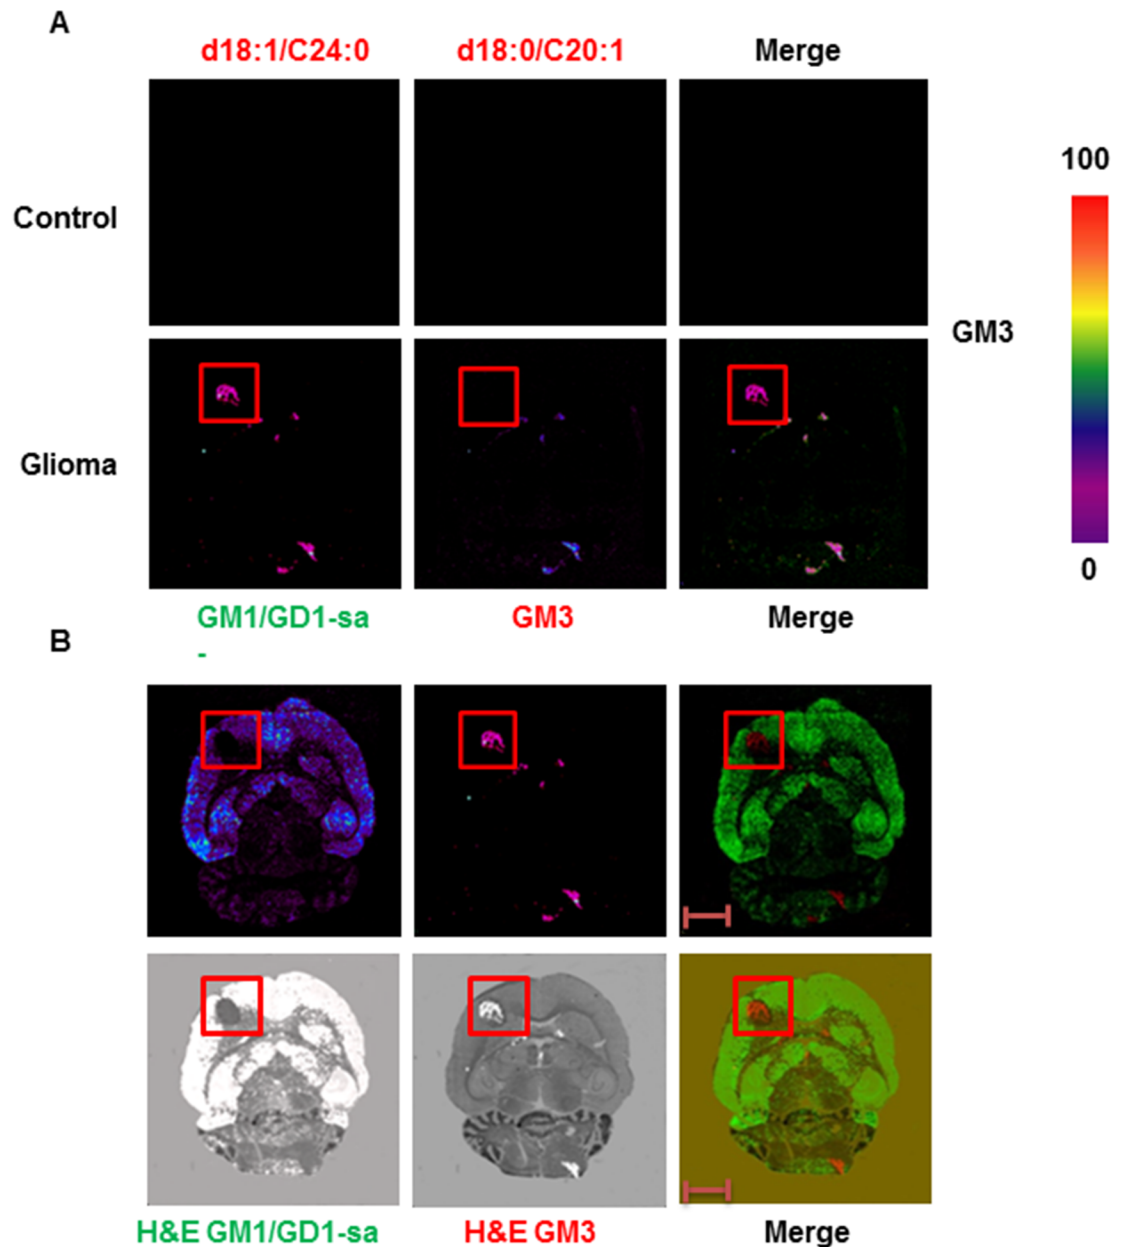 A
d18:1/C24:0 d18:0/C20:1 Merge
100
Control
GM3
Glioma
0
GM1/GD1-sa GM3 Merge
-
B
H&E GM1/GD1-sa H&E GM3 Merge